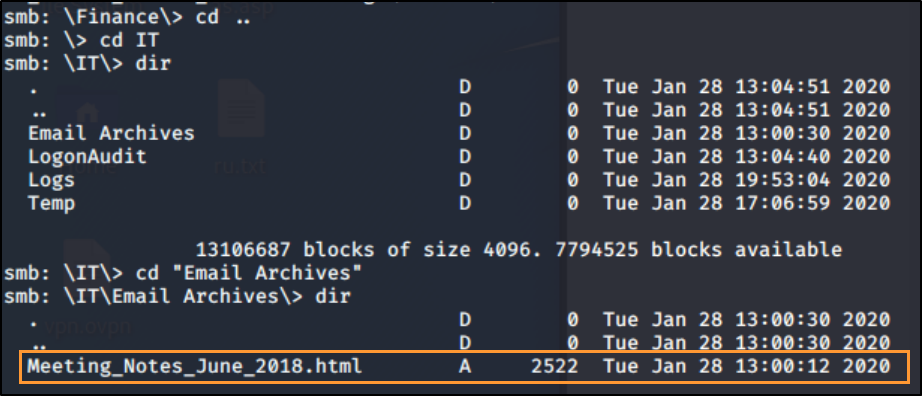 smb: \Finance\> cd ..
smb: \> cd IT
smb: \IT\> dir
. D 0 Tue Jan 28 13:04:51 2020
.. D 0 Tue Jan 28 13:04:51 2020
Email Archives D 0 Tue Jan 28 13:00:30 2020
LogonAudit D 0 Tue Jan 28 13:04:40 2020
Logs D 0 Tue Jan 28 19:53:04 2020
Temp D 0 Tue Jan 28 17:06:59 2020
13106687 blocks of size 4096. 7794525 blocks available
smb: \IT\> cd "Email Archives"
smb: \IT\Email Archives\> dir
. D 0 Tue Jan 28 13:00:30 2020
.. D 0 Tue Jan 28 13:00:30 2020
Meeting_Notes_June_2018.html A 2522 Tue Jan 28 13:00:12 2020